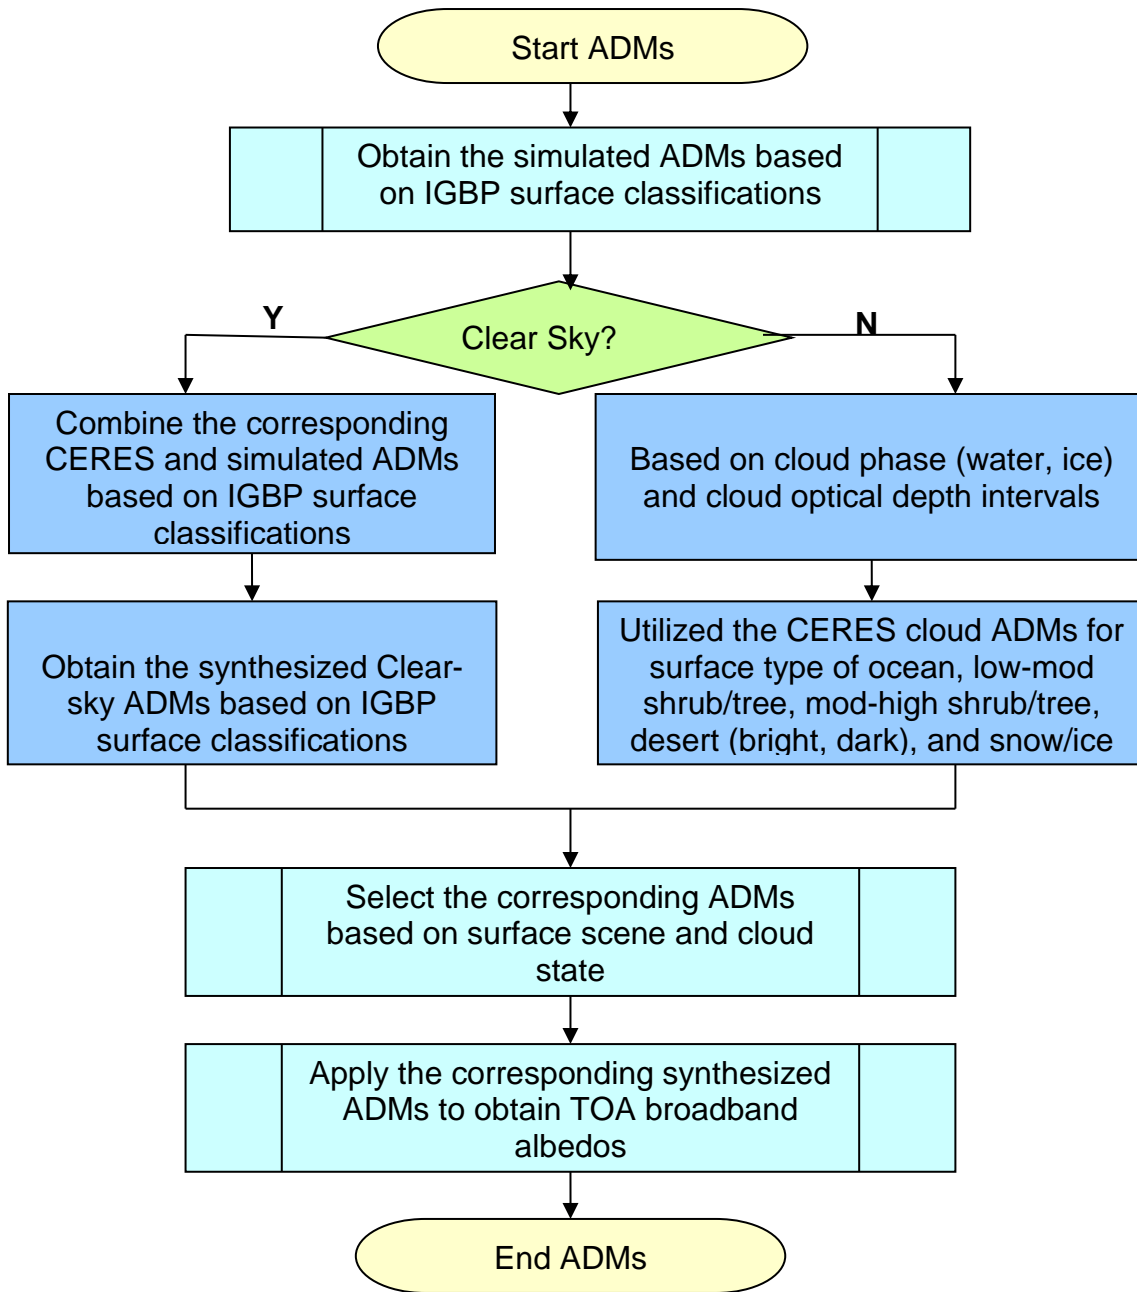 Start ADMs
Obtain the simulated ADMs based
on IGBP surface classifications
Clear Sky?
Y
N
Combine the corresponding
CERES and simulated ADMs
based on IGBP surface
classifications
Based on cloud phase (water, ice)
and cloud optical depth intervals
Obtain the synthesized Clear-
sky ADMs based on IGBP
surface classifications
Utilized the CERES cloud ADMs for
surface type of ocean, low-mod
shrub/tree, mod-high shrub/tree,
desert (bright, dark), and snow/ice
Select the corresponding ADMs
based on surface scene and cloud
state
Apply the corresponding synthesized
ADMs to obtain TOA broadband
albedos
End ADMs